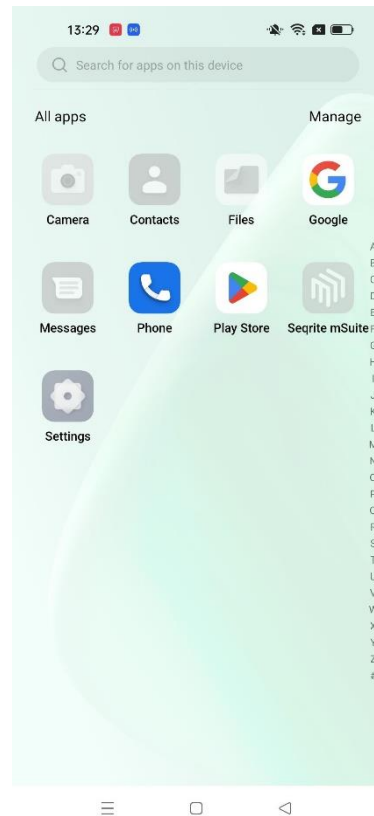 13:29
Search for apps on this device
All apps
Manage
Camera
Contacts
Files
Google
Messages
Phone
Play Store
Seqrite mSuite
Settings